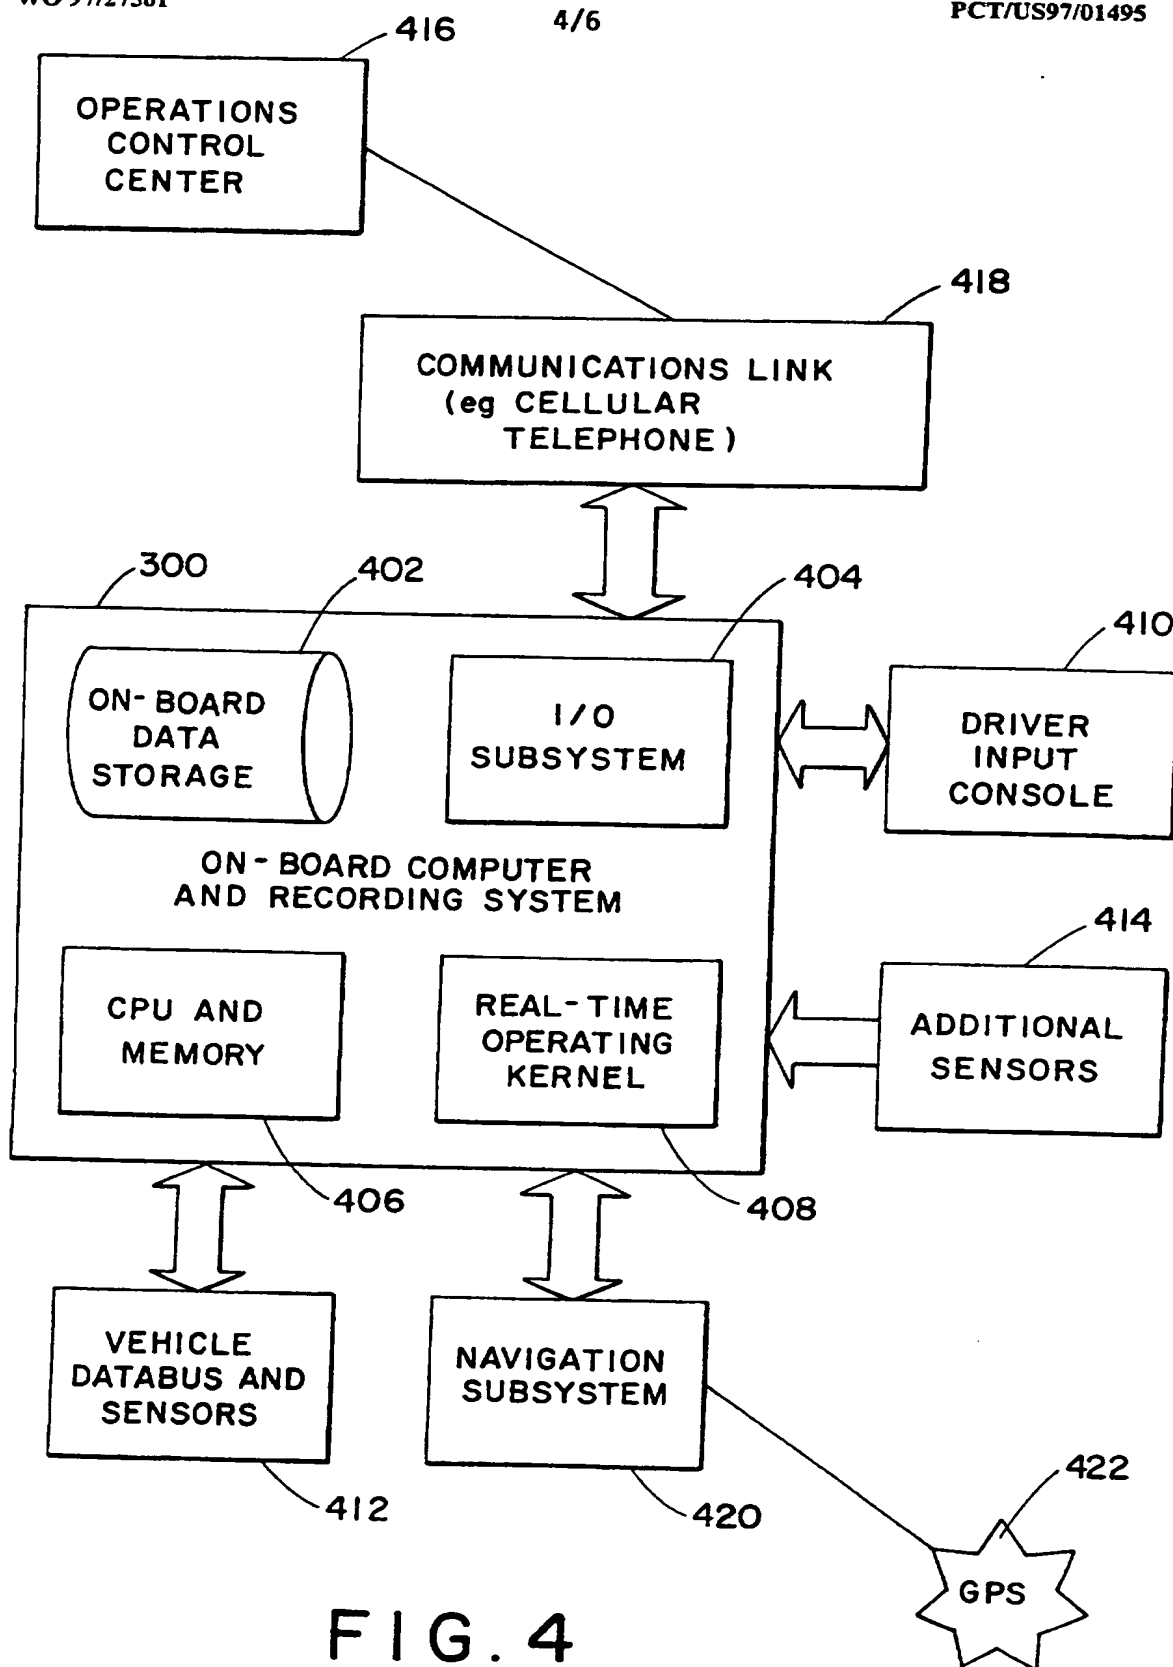 4/6
PCT/US97/01495
416
OPERATIONS
CONTROL
CENTER
418
COMMUNICATIONS LINK
(eg CELLULAR
TELEPHONE)
300
402
404
410
ON-BOARD
DATA
STORAGE
I/O
SUBSYSTEM
DRIVER
INPUT
CONSOLE
ON-BOARD COMPUTER
AND RECORDING SYSTEM
414
CPU AND
MEMORY
REAL-TIME
OPERATING
KERNEL
ADDITIONAL
SENSORS
406
408
VEHICLE
DATABUS AND
SENSORS
NAVIGATION
SUBSYSTEM
412
420
422
GPS
FIG. 4